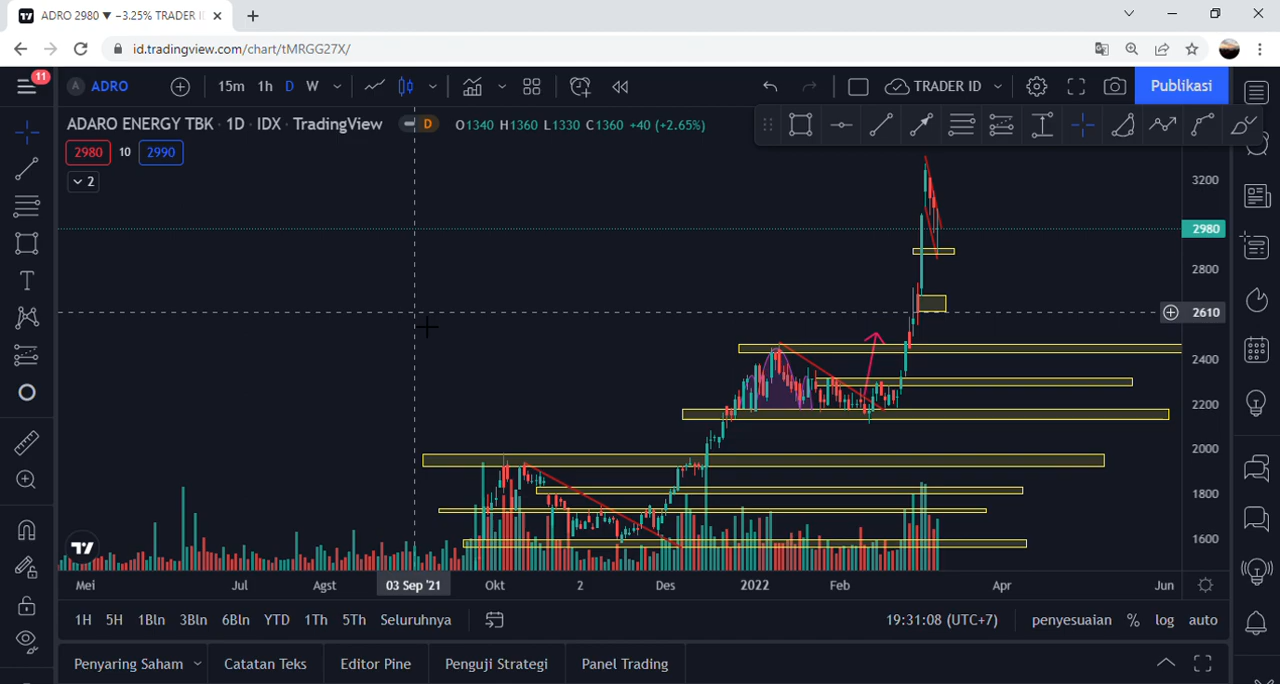 ADRO 2980 ▼ −3.25% TRADER I
id.tradingview.com/chart/tMRGG27X/
11
A ADRO 15m 1h D W TRADER ID Publikasi
ADARO ENERGY TBK · 1D · IDX · TradingView D O1340 H1360 L1330 C1360 +40 (+2.65%)
2980 10 2990
2
3200
2980
2800
2610
2400
2200
2000
1800
1600
Mei Jul Agst 03 Sep '21 Okt 2 Des 2022 Feb Apr Jun
1H 5H 1Bln 3Bln 6Bln YTD 1Th 5Th Seluruhnya 19:31:08 (UTC+7) penyesuaian % log auto
Penyaring Saham Catatan Teks Editor Pine Penguji Strategi Panel Trading